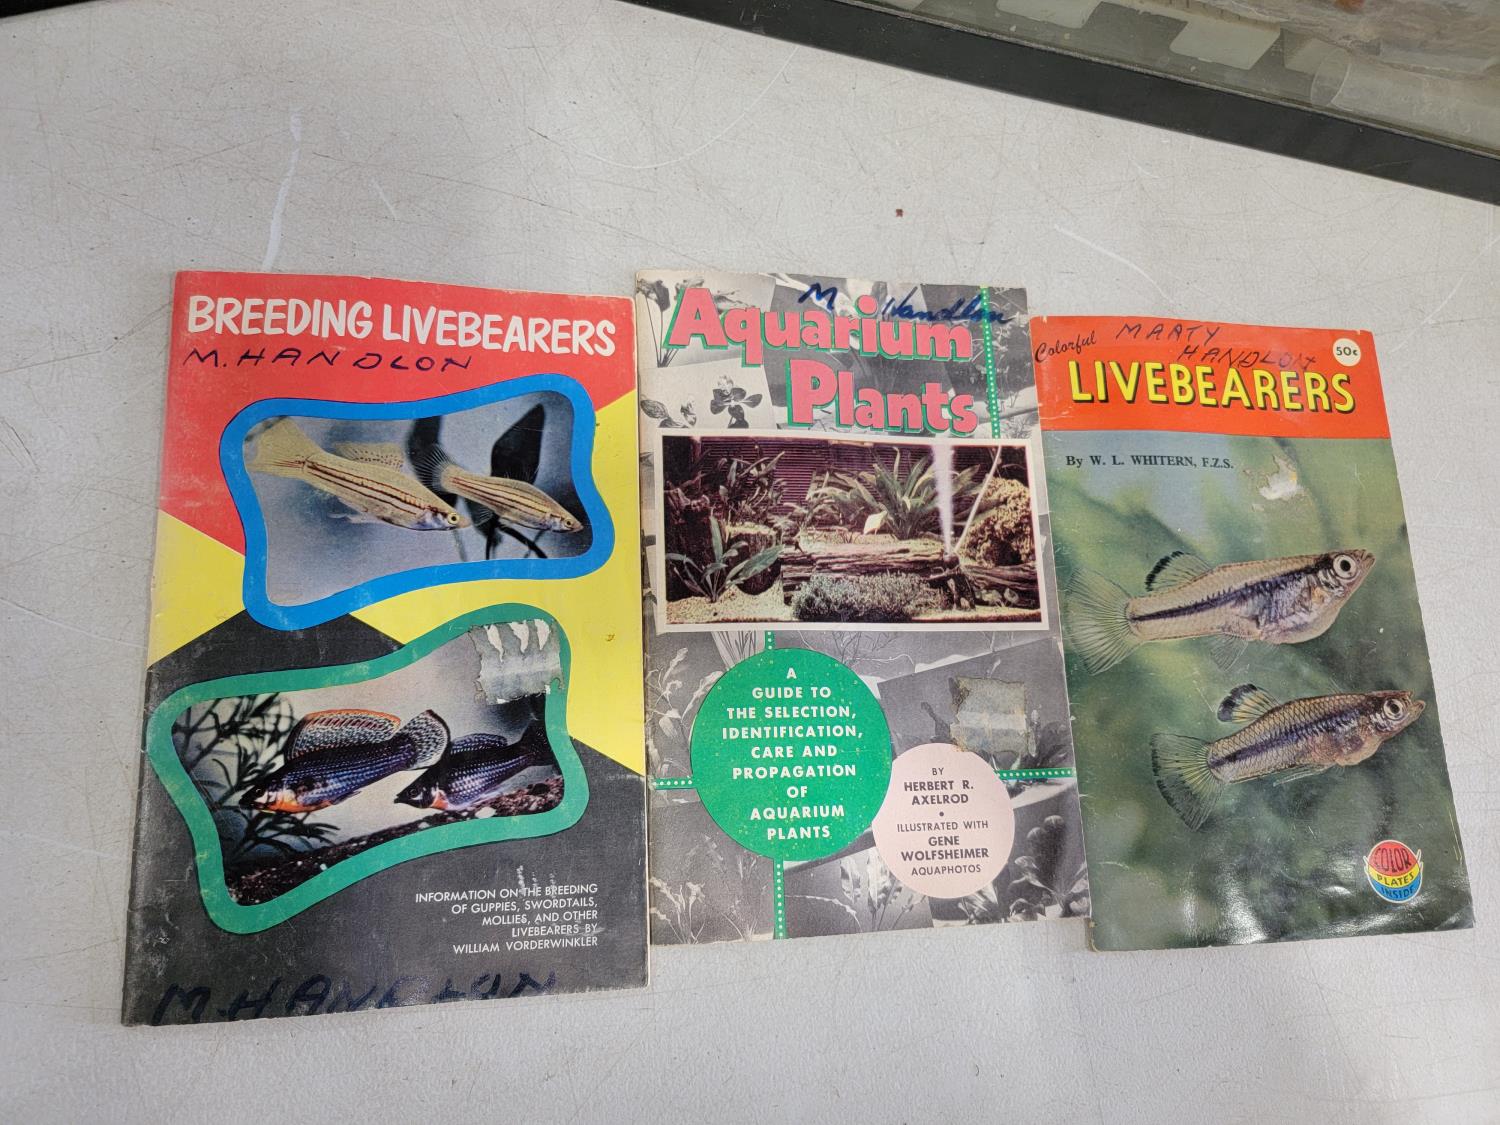 BREEDING LIVEBEARERS
M. HANDLON
INFORMATION ON THE BREEDING
OF GUPPIES, SWORDTAILS,
MOLLIES, AND OTHER
LIVEBEARERS BY
WILLIAM VORDERWINKLER
M. HANDLON
M Handlon
Aquarium
Plants
A
GUIDE TO
THE SELECTION,
IDENTIFICATION,
CARE AND
PROPAGATION
OF
AQUARIUM
PLANTS
BY
HERBERT R.
AXELROD
•
ILLUSTRATED WITH
GENE
WOLFSHEIMER
AQUAPHOTOS
MARTY
HANDLON
Colorful
50¢
LIVEBEARERS
By W. L. WHITERN, F.Z.S.
COLOR
PLATES
INSIDE